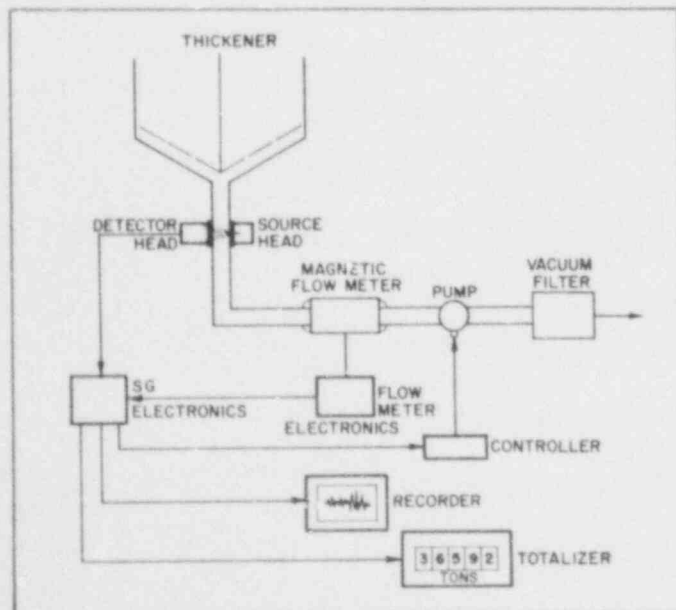 THICKENER
DETECTOR
HEAD
SOURCE
HEAD
MAGNETIC
FLOW METER
PUMP
VACUUM
FILTER
SG
ELECTRONICS
FLOW
METER
ELECTRONICS
CONTROLLER
RECORDER
3 6 5 9 2
TONS
TOTALIZER